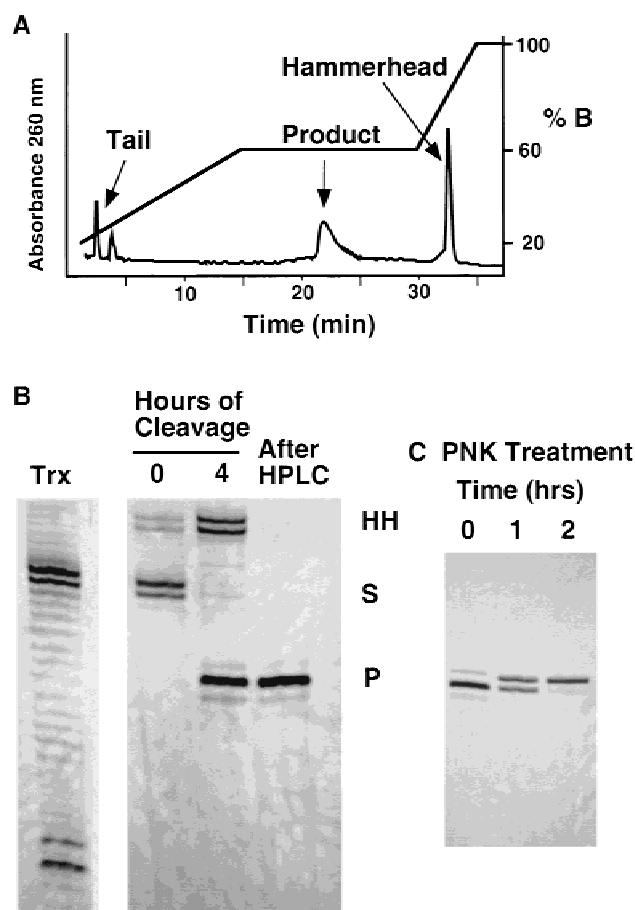 A
Absorbance 260 nm
Tail
Product
Hammerhead
100
% B
60
20
10
20
30
Time (min)
B
Hours of
Cleavage
After
HPLC
Trx
0
4
HH
S
P
C PNK Treatment
Time (hrs)
0 1 2